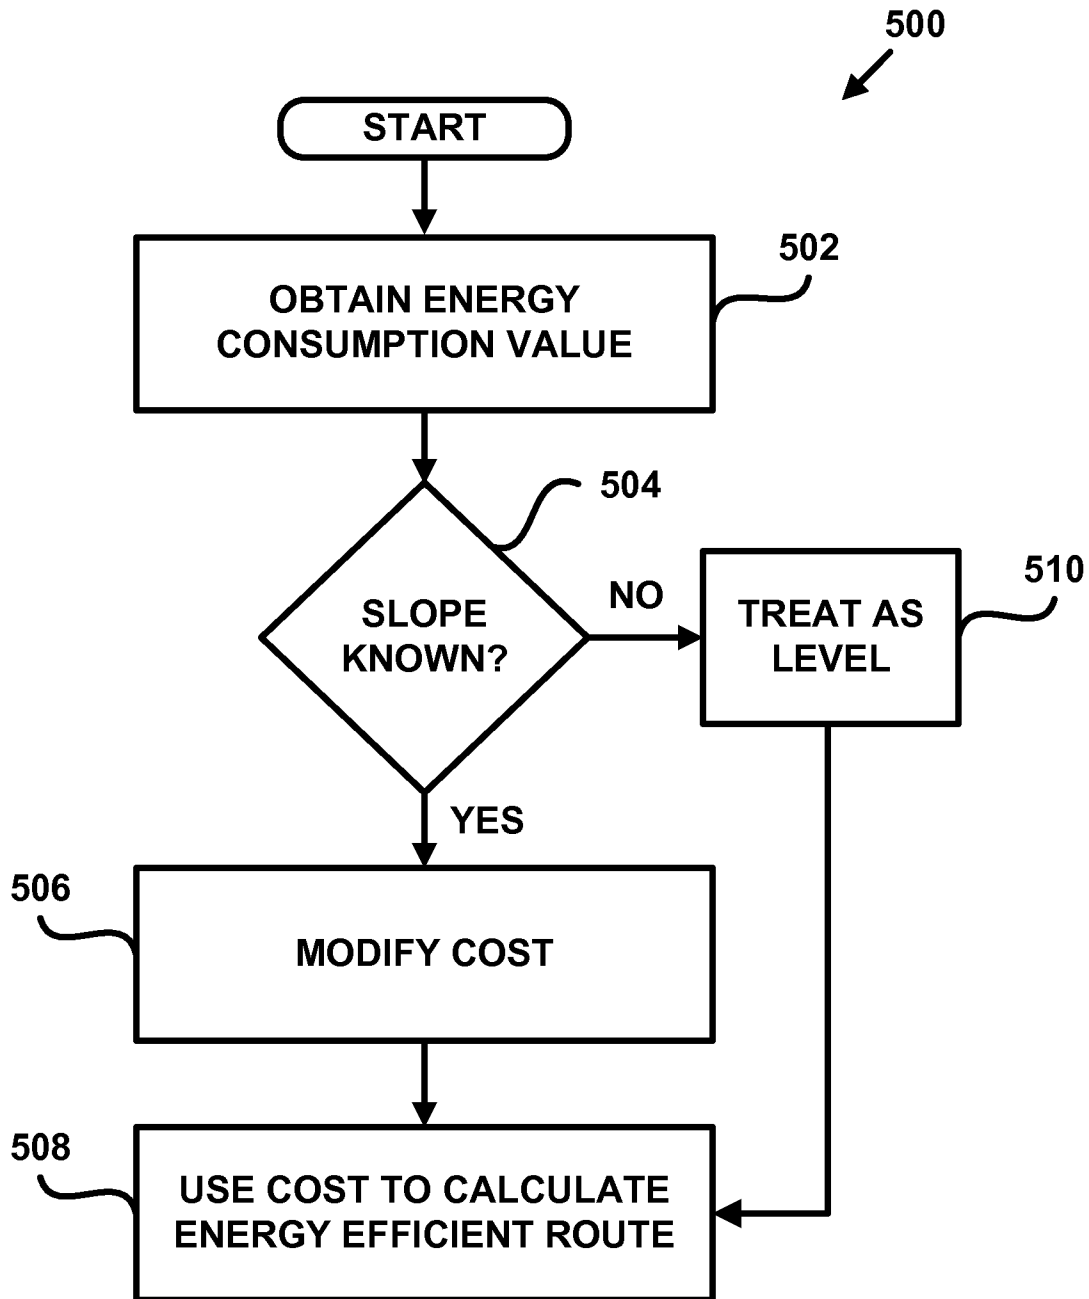 500
START
502
OBTAIN ENERGY
CONSUMPTION VALUE
504
SLOPE
KNOWN?
NO
510
TREAT AS
LEVEL
YES
506
MODIFY COST
508
USE COST TO CALCULATE
ENERGY EFFICIENT ROUTE